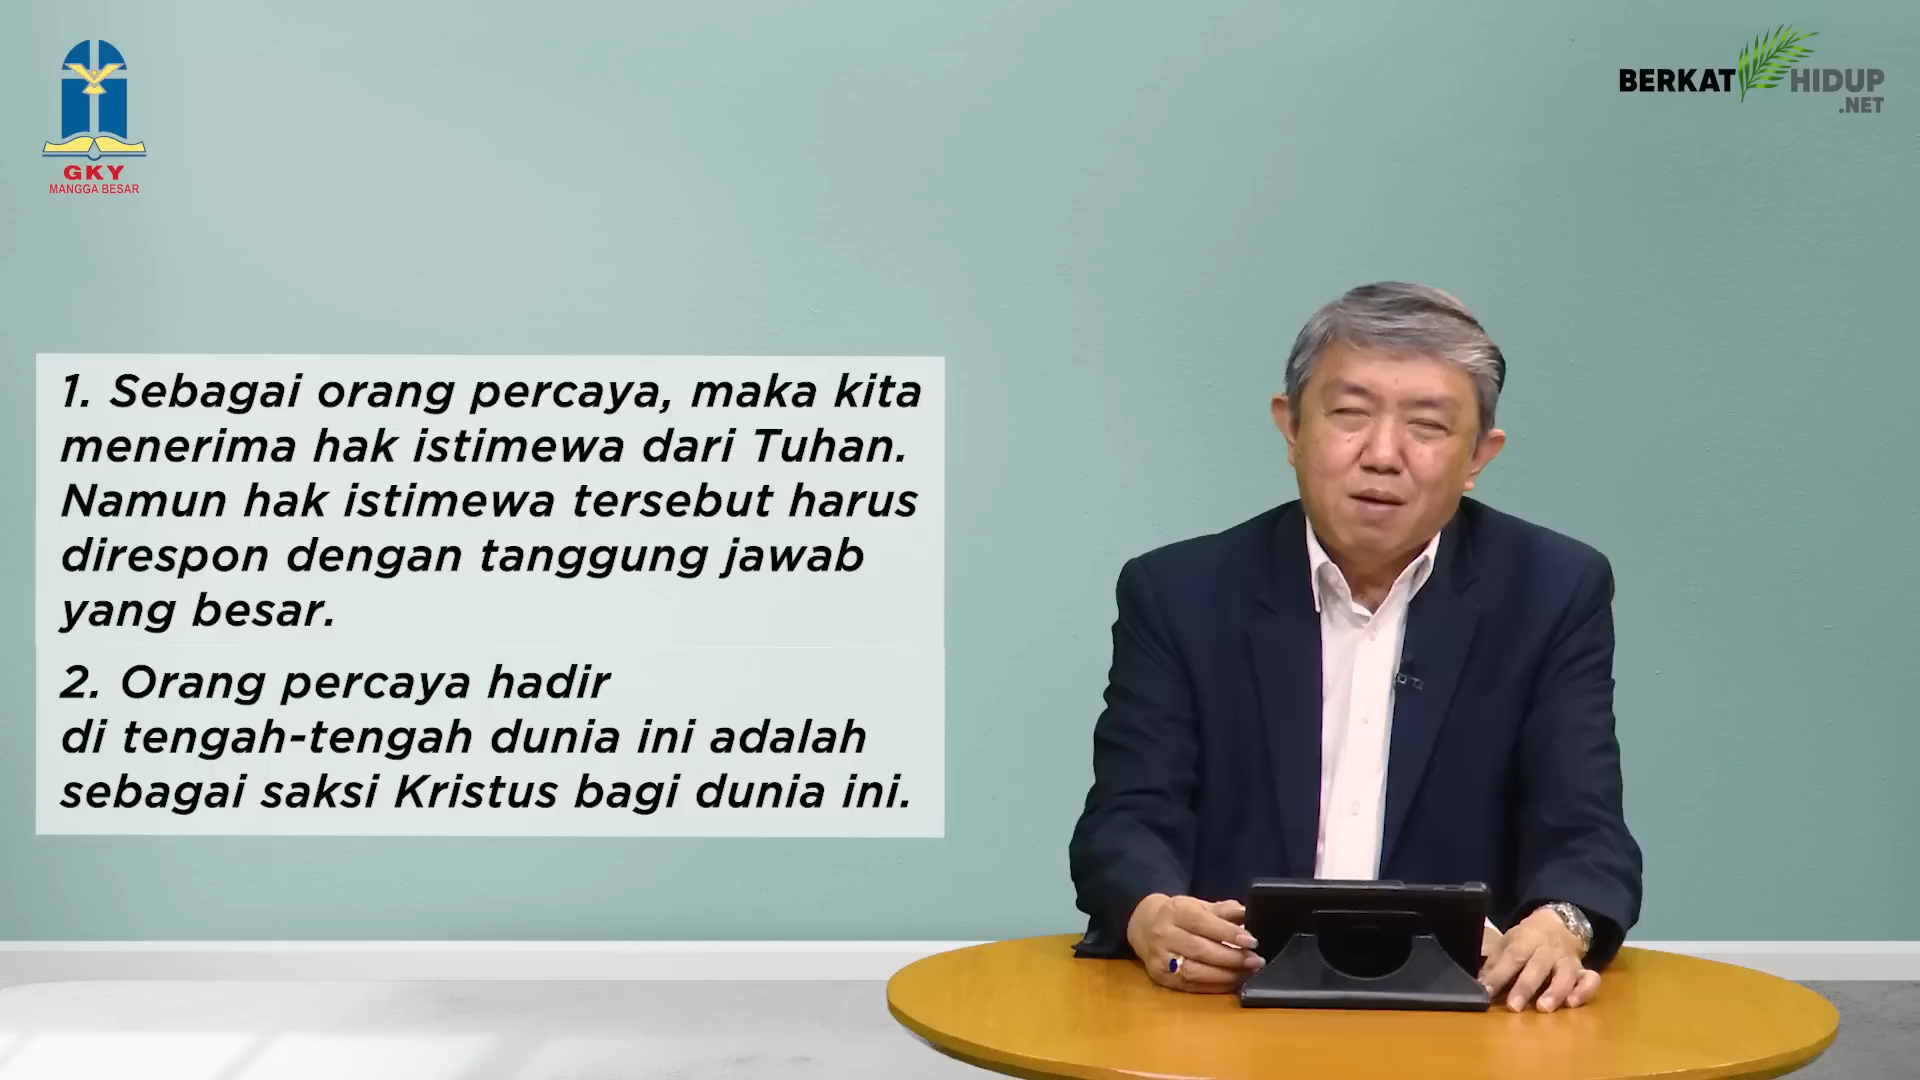 GKY
MANGGA BESAR
BERKAT HIDUP
.NET
1. Sebagai orang percaya, maka kita
menerima hak istimewa dari Tuhan.
Namun hak istimewa tersebut harus
direspon dengan tanggung jawab
yang besar.
2. Orang percaya hadir
di tengah-tengah dunia ini adalah
sebagai saksi Kristus bagi dunia ini.